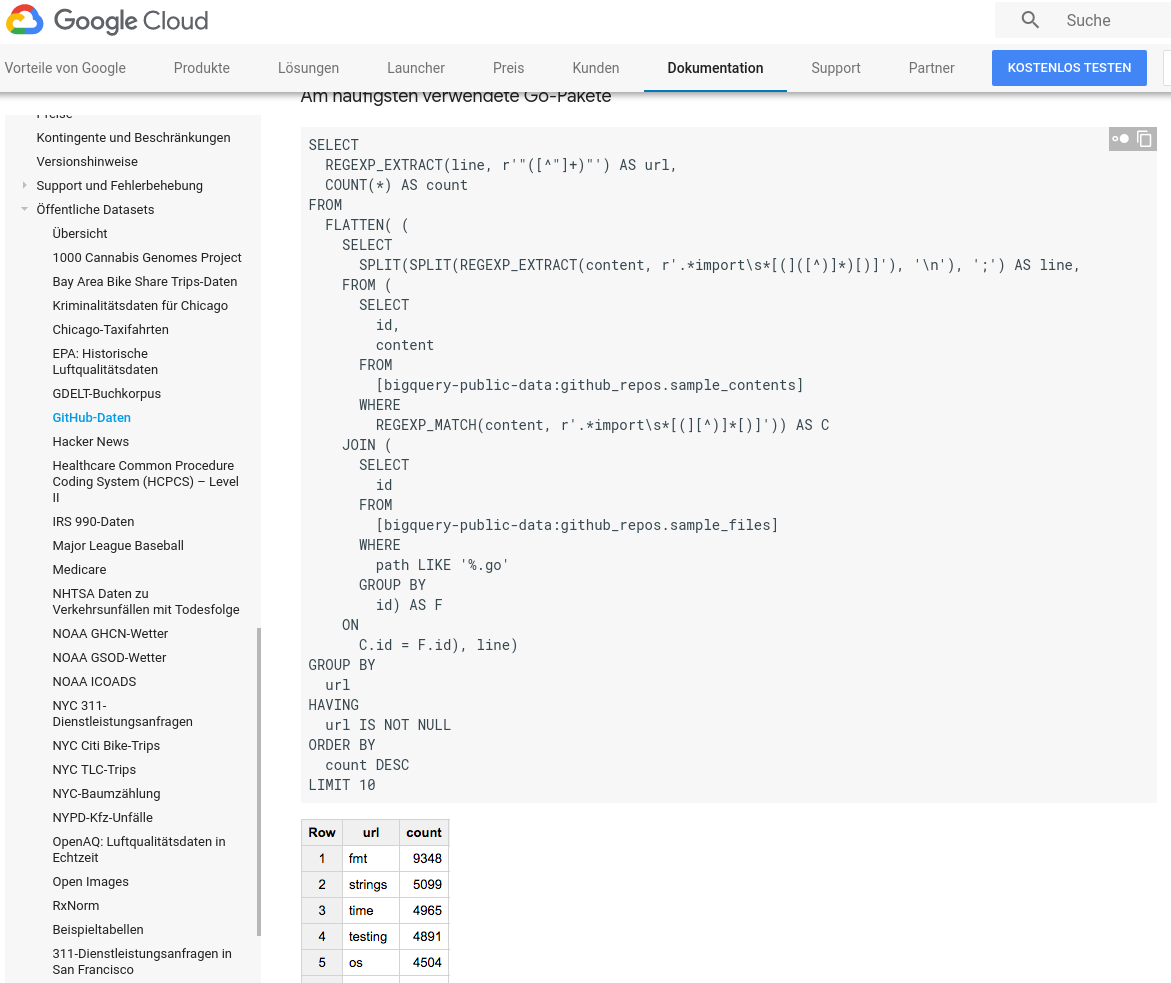 Google Cloud
Suche
Vorteile von Google Produkte Lösungen Launcher Preis Kunden Dokumentation Support Partner KOSTENLOS TESTEN
Am häufigsten verwendete Go-Pakete
Preise
Kontingente und Beschränkungen
Versionshinweise
Support und Fehlerbehebung
Öffentliche Datasets
Übersicht
1000 Cannabis Genomes Project
Bay Area Bike Share Trips-Daten
Kriminalitätsdaten für Chicago
Chicago-Taxifahrten
EPA: Historische
Luftqualitätsdaten
GDELT-Buchkorpus
GitHub-Daten
Hacker News
Healthcare Common Procedure
Coding System (HCPCS) – Level
II
IRS 990-Daten
Major League Baseball
Medicare
NHTSA Daten zu
Verkehrsunfällen mit Todesfolge
NOAA GHCN-Wetter
NOAA GSOD-Wetter
NOAA ICOADS
NYC 311-
Dienstleistungsanfragen
NYC Citi Bike-Trips
NYC TLC-Trips
NYC-Baumzählung
NYPD-Kfz-Unfälle
OpenAQ: Luftqualitätsdaten in
Echtzeit
Open Images
RxNorm
Beispieltabellen
311-Dienstleistungsanfragen in
San Francisco
SELECT
  REGEXP_EXTRACT(line, r'"([^"]+)"') AS url,
  COUNT(*) AS count
FROM
  FLATTEN( (
    SELECT
      SPLIT(SPLIT(REGEXP_EXTRACT(content, r'.*import\s*[(]([^)]*)[)]'), '\n'), ';') AS line,
    FROM (
      SELECT
        id,
        content
      FROM
        [bigquery-public-data:github_repos.sample_contents]
      WHERE
        REGEXP_MATCH(content, r'.*import\s*[(][^)]*[)]')) AS C
    JOIN (
      SELECT
        id
      FROM
        [bigquery-public-data:github_repos.sample_files]
      WHERE
        path LIKE '%.go'
      GROUP BY
        id) AS F
    ON
      C.id = F.id), line)
GROUP BY
  url
HAVING
  url IS NOT NULL
ORDER BY
  count DESC
LIMIT 10
Row url count
1 fmt 9348
2 strings 5099
3 time 4965
4 testing 4891
5 os 4504